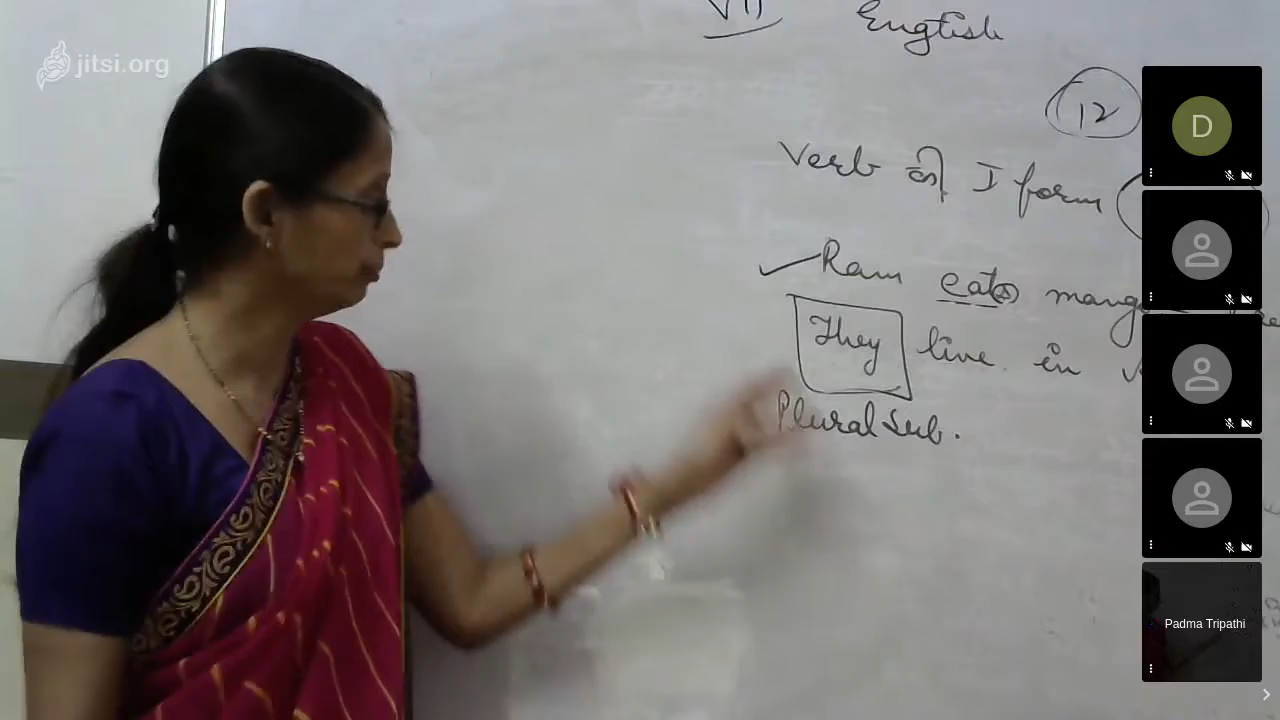 jitsi.org
VII English
12
Verb की I form
✓ Ram eats
They live in
Plural Sub.
D
Padma Tripathi